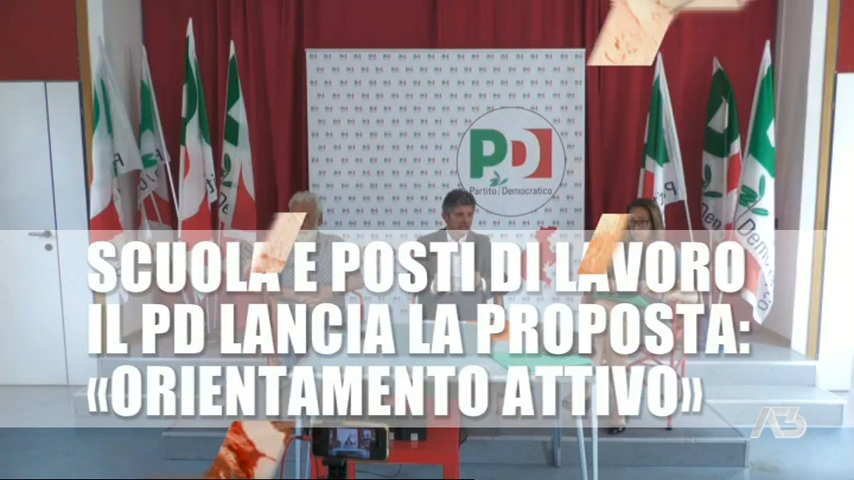 PD
Partito Democratico
SCUOLA E POSTI DI LAVORO
IL PD LANCIA LA PROPOSTA:
«ORIENTAMENTO ATTIVO»